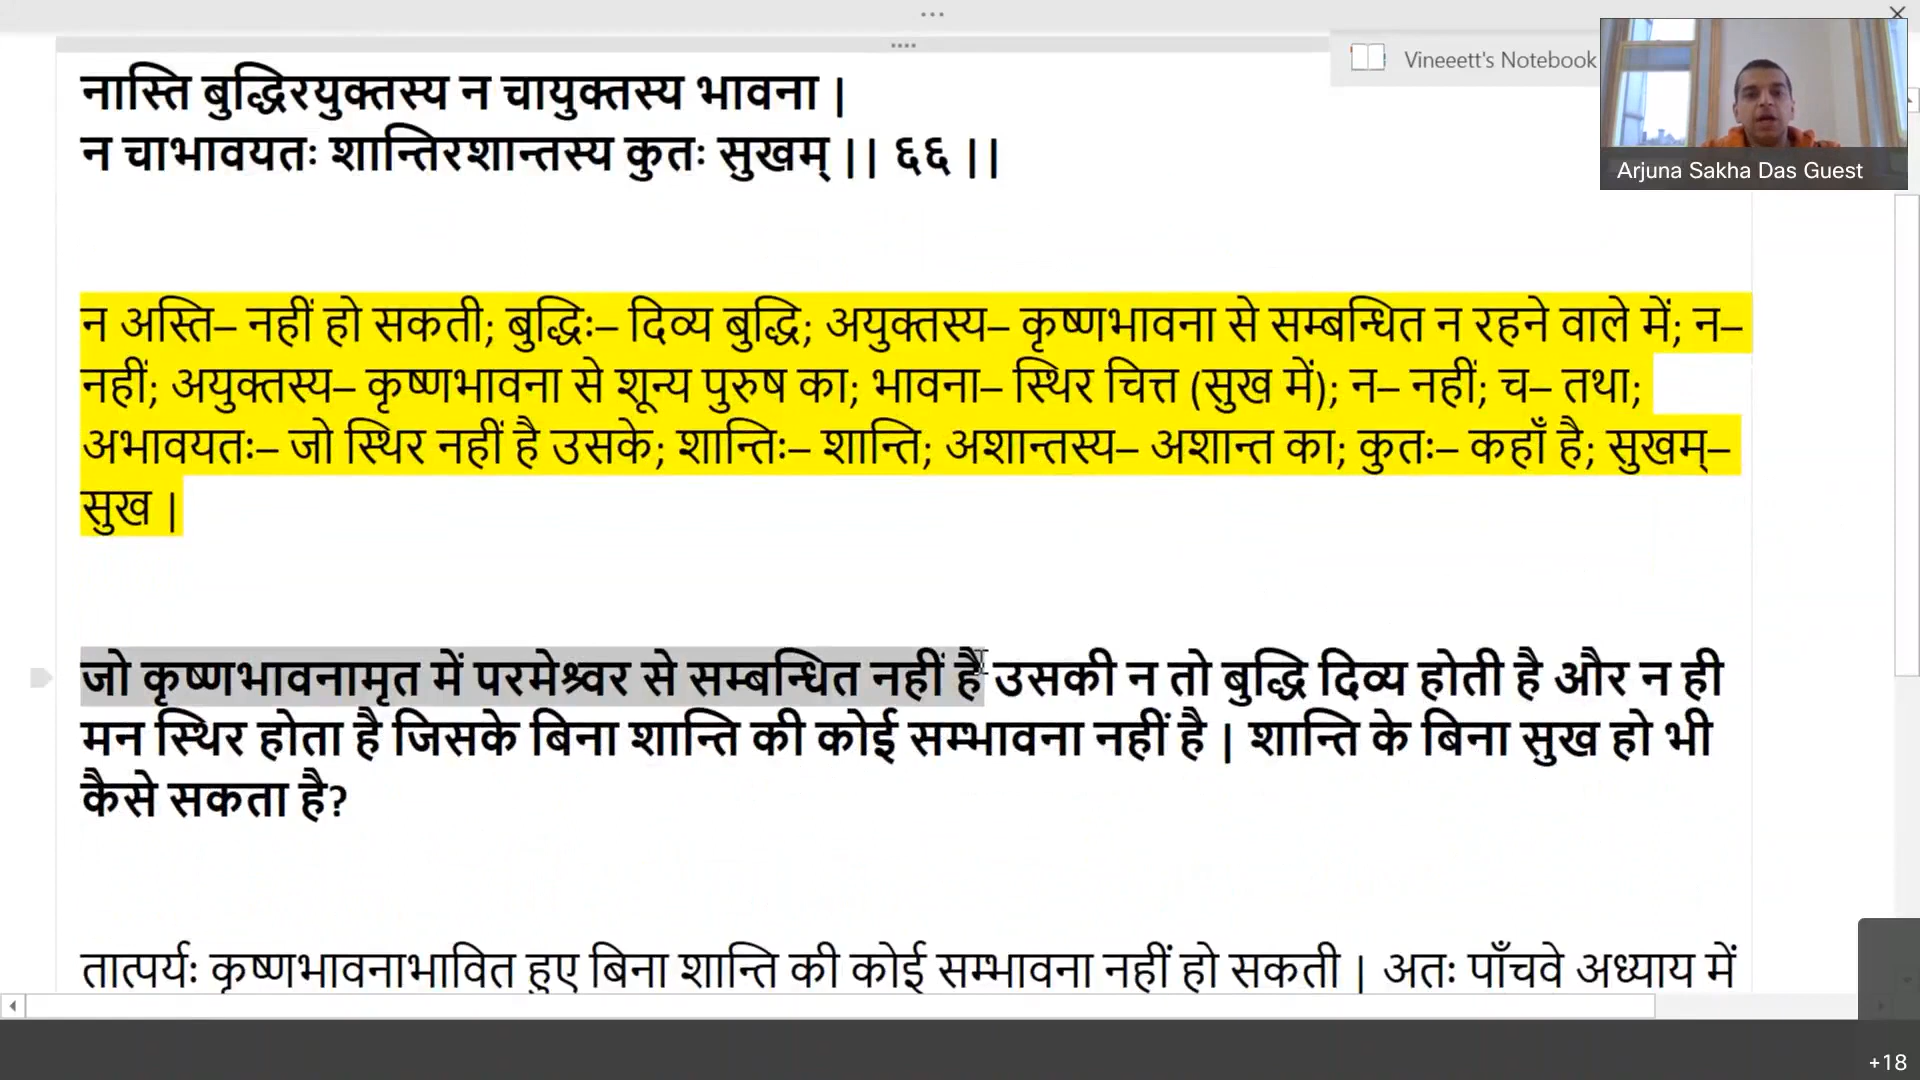 Vineeett's Notebook
Arjuna Sakha Das Guest
नास्ति बुद्धिरयुक्तस्य न चायुक्तस्य भावना |
न चाभावयतः शान्तिरशान्तस्य कुतः सुखम् || ६६ ||
न अस्ति– नहीं हो सकती; बुद्धिः– दिव्य बुद्धि; अयुक्तस्य– कृष्णभावना से सम्बन्धित न रहने वाले में; न–
नहीं; अयुक्तस्य– कृष्णभावना से शून्य पुरुष का; भावना– स्थिर चित्त (सुख में); न– नहीं; च– तथा;
अभावयतः– जो स्थिर नहीं है उसके; शान्तिः– शान्ति; अशान्तस्य– अशान्त का; कुतः– कहाँ है; सुखम्–
सुख |
जो कृष्णभावनामृत में परमेश्र्वर से सम्बन्धित नहीं है उसकी न तो बुद्धि दिव्य होती है और न ही
मन स्थिर होता है जिसके बिना शान्ति की कोई सम्भावना नहीं है | शान्ति के बिना सुख हो भी
कैसे सकता है?
तात्पर्यः कृष्णभावनाभावित हुए बिना शान्ति की कोई सम्भावना नहीं हो सकती | अतः पाँचवे अध्याय में
+18